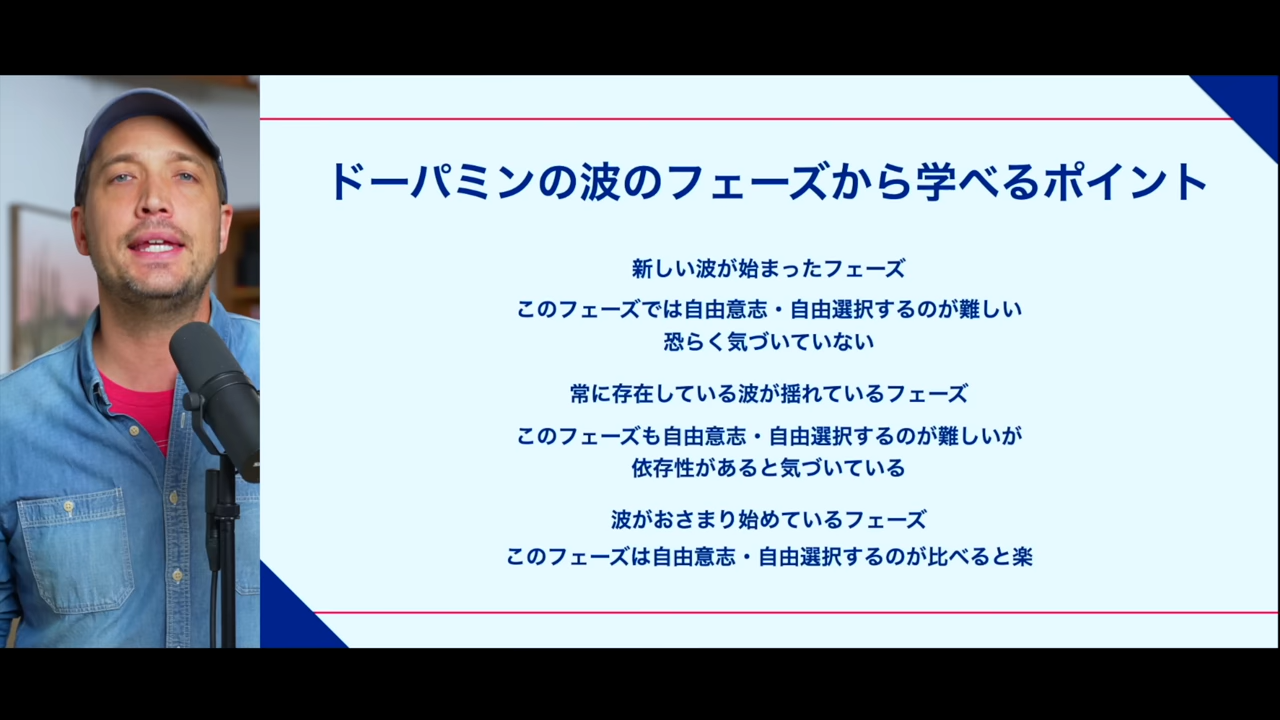 ドーパミンの波のフェーズから学べるポイント
新しい波が始まったフェーズ
このフェーズでは自由意志・自由選択するのが難しい
恐らく気づいていない
常に存在している波が揺れているフェーズ
このフェーズも自由意志・自由選択するのが難しいが
依存性があると気づいている
波がおさまり始めているフェーズ
このフェーズは自由意志・自由選択するのが比べると楽